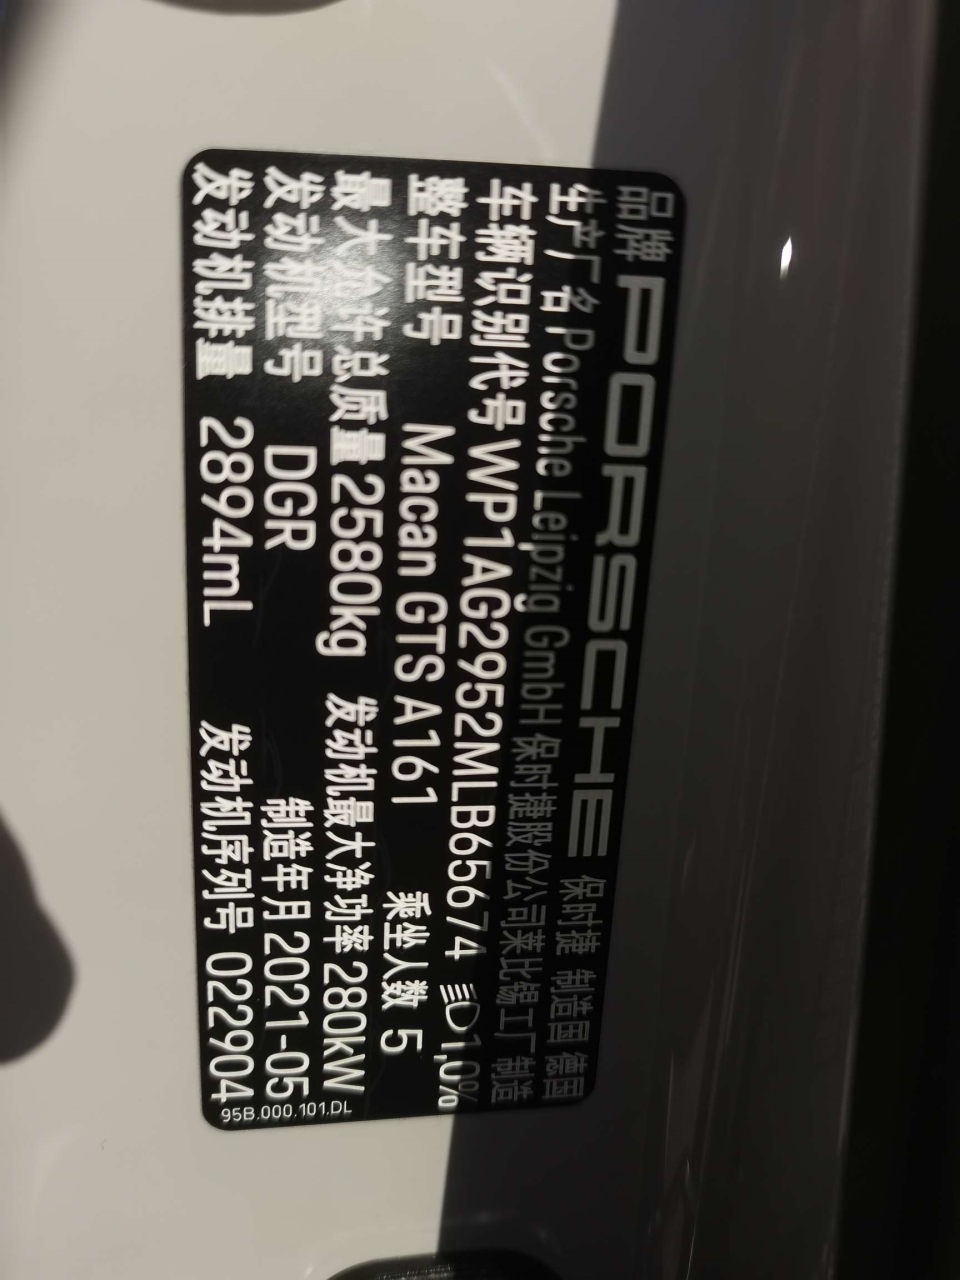 品牌 PORSCHE 保时捷 制造国 德国
生产厂名 Porsche Leipzig GmbH 保时捷股份公司莱比锡工厂 制造
车辆识别代号 WP1AG2952MLB65674 1,0%
整车型号 Macan GTS A161 乘坐人数 5
最大允许总质量 2580kg 发动机最大净功率 280kW
发动机型号 DGR 制造年月 2021-05
发动机排量 2894mL 发动机序列号 022904
95B.000.101.DL